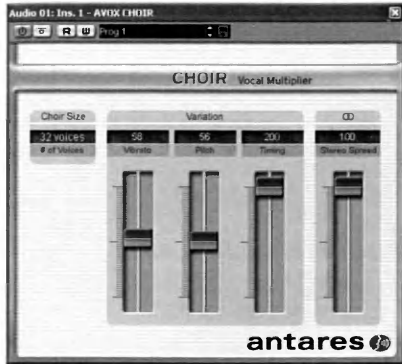 Audio 01: Ins. 1 - AVOX CHOIR
R W Prog 1
CHOIR Vocal Multiplier
Choir Size Variation
32 voices 58 56 200 100
# of Voices Vibrato Pitch Timing Stereo Spread
antares